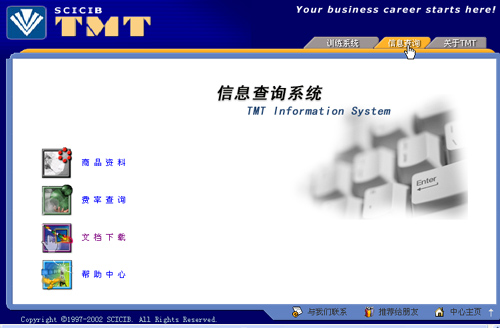 SCICIB
TMT
Your business career starts here!
训练系统
信息查询
关于TMT
信息查询系统
TMT Information System
Enter
商品资料
费率查询
文档下载
帮助中心
与我们联系
推荐给朋友
中心主页
Copyright ©1997-2002 SCICIB. All Rights Reserved.